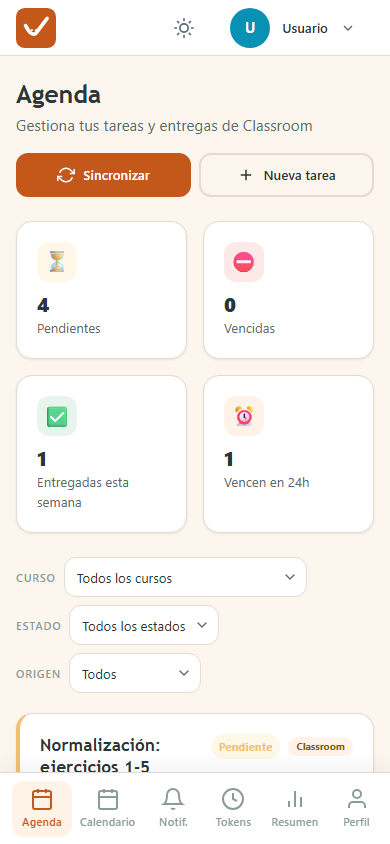 U Usuario
Agenda
Gestiona tus tareas y entregas de Classroom
Sincronizar
Nueva tarea
4
Pendientes
0
Vencidas
1
Entregadas esta
semana
1
Vencen en 24h
CURSO Todos los cursos
ESTADO Todos los estados
ORIGEN Todos
Normalización:
ejercicios 1-5
Pendiente
Classroom
Agenda
Calendario
Notif.
Tokens
Resumen
Perfil